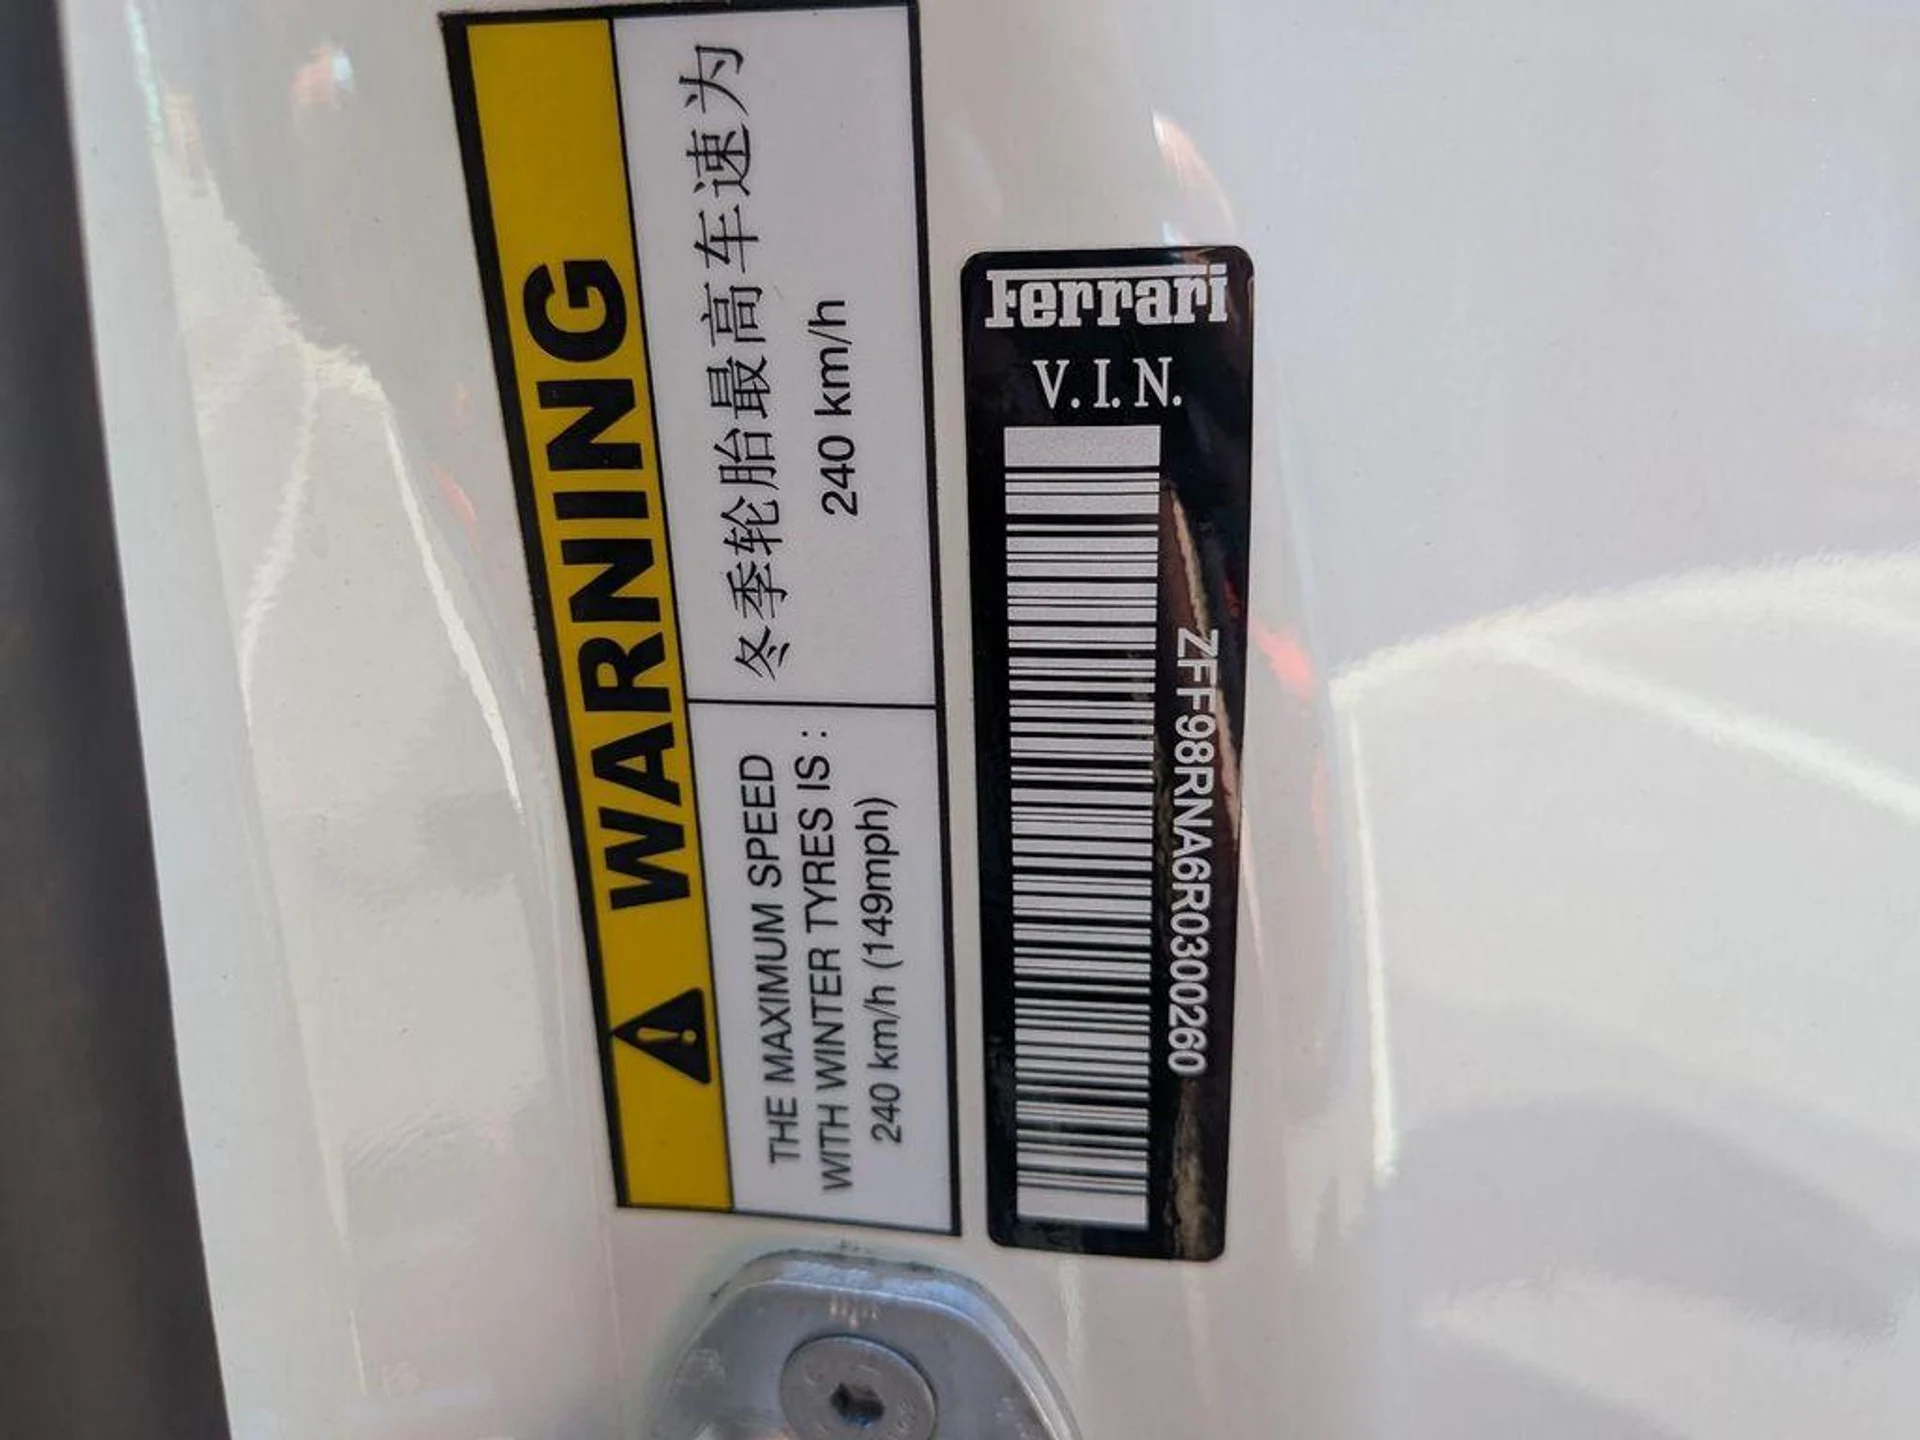 WARNING
THE MAXIMUM SPEED
WITH WINTER TYRES IS :
240 km/h (149mph)
冬季轮胎最高车速为
240 km/h
Ferrari
V.I.N.
ZFF98RNA6R0300260